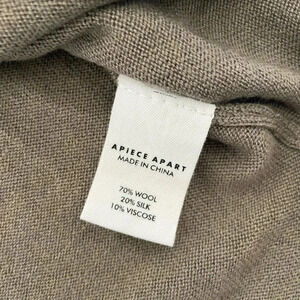 APIECE APART
MADE IN CHINA
70% WOOL
20% SILK
10% VISCOSE